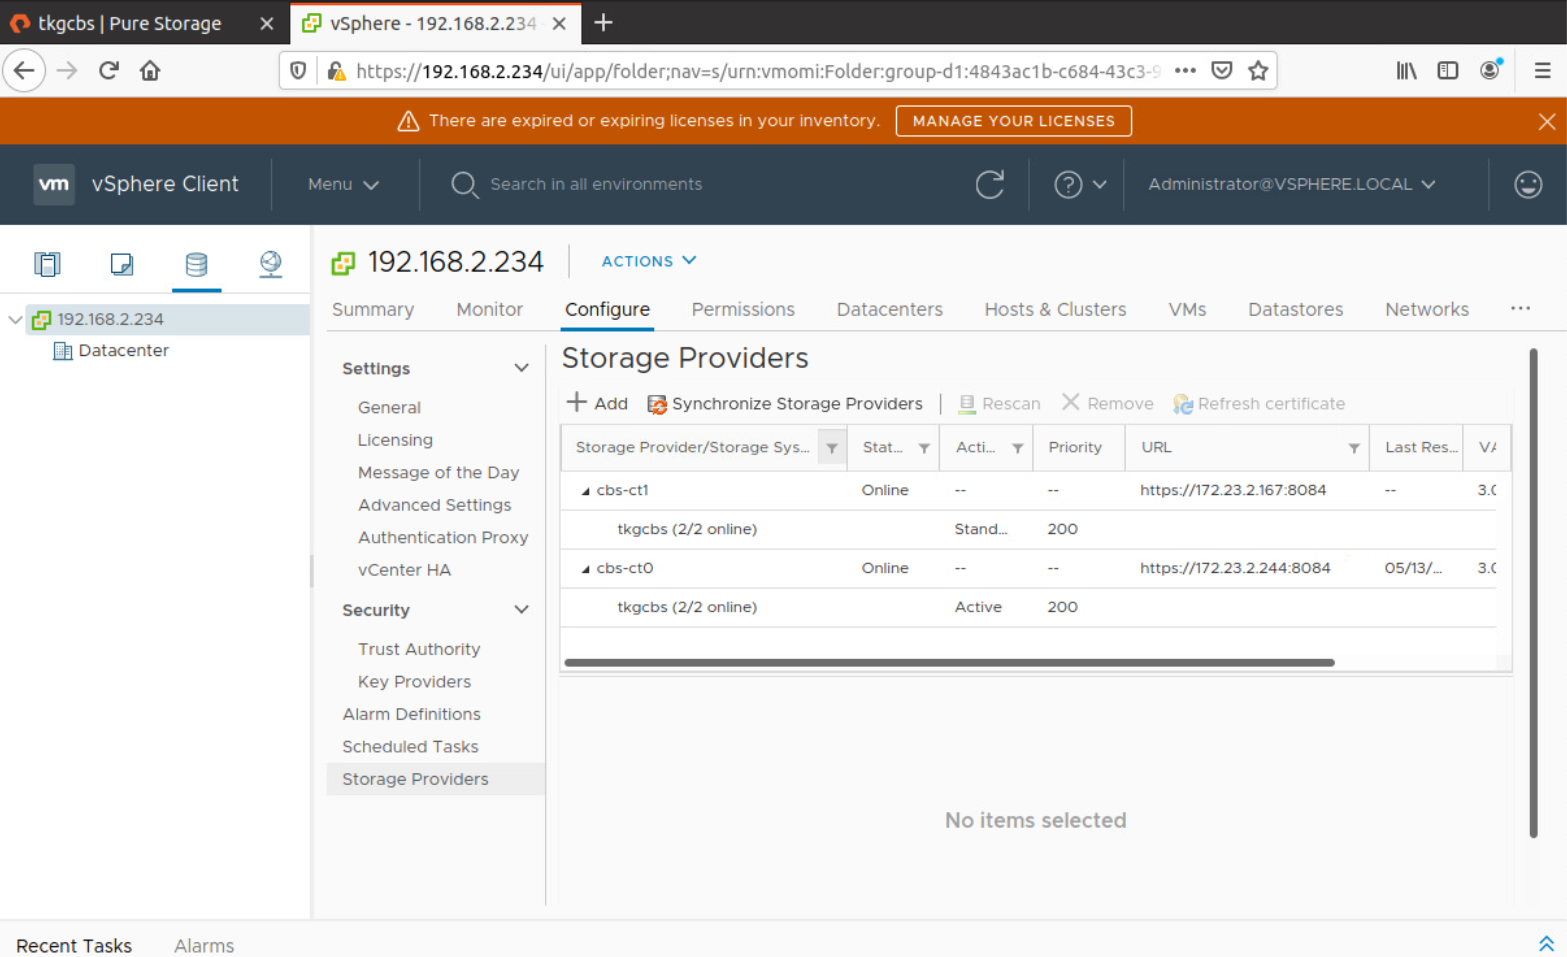 tkgcbs | Pure Storage
vSphere - 192.168.2.234
https://192.168.2.234/ui/app/folder;nav=s/urn:vmomi:Folder:group-d1:4843ac1b-c684-43c3-9
There are expired or expiring licenses in your inventory.
MANAGE YOUR LICENSES
vm vSphere Client
Menu
Search in all environments
Administrator@VSPHERE.LOCAL
192.168.2.234
Datacenter
192.168.2.234
ACTIONS
Summary Monitor Configure Permissions Datacenters Hosts & Clusters VMs Datastores Networks ...
Settings
General
Licensing
Message of the Day
Advanced Settings
Authentication Proxy
vCenter HA
Security
Trust Authority
Key Providers
Alarm Definitions
Scheduled Tasks
Storage Providers
Storage Providers
Add Synchronize Storage Providers | Rescan Remove Refresh certificate
Storage Provider/Storage Sys... Stat... Acti... Priority URL Last Res... VA
cbs-ct1 Online -- -- https://172.23.2.167:8084 -- 3.0
tkgcbs (2/2 online) Stand... 200
cbs-ct0 Online -- -- https://172.23.2.244:8084 05/13/... 3.0
tkgcbs (2/2 online) Active 200
No items selected
Recent Tasks Alarms